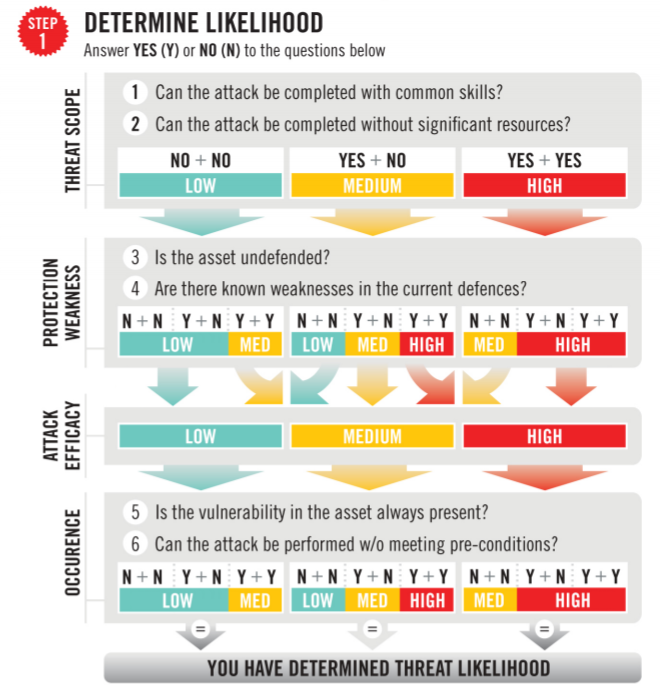 STEP
1
DETERMINE LIKELIHOOD
Answer YES (Y) or NO (N) to the questions below
THREAT SCOPE
1 Can the attack be completed with common skills?
2 Can the attack be completed without significant resources?
NO + NO YES + NO YES + YES
LOW MEDIUM HIGH
PROTECTION
WEAKNESS
3 Is the asset undefended?
4 Are there known weaknesses in the current defences?
N + N Y + N Y + Y N + N Y + N Y + Y N + N Y + N Y + Y
LOW MED LOW MED HIGH MED HIGH
ATTACK
EFFICACY
LOW MEDIUM HIGH
OCCURENCE
5 Is the vulnerability in the asset always present?
6 Can the attack be performed w/o meeting pre-conditions?
N + N Y + N Y + Y N + N Y + N Y + Y N + N Y + N Y + Y
LOW MED LOW MED HIGH MED HIGH
= = =
YOU HAVE DETERMINED THREAT LIKELIHOOD